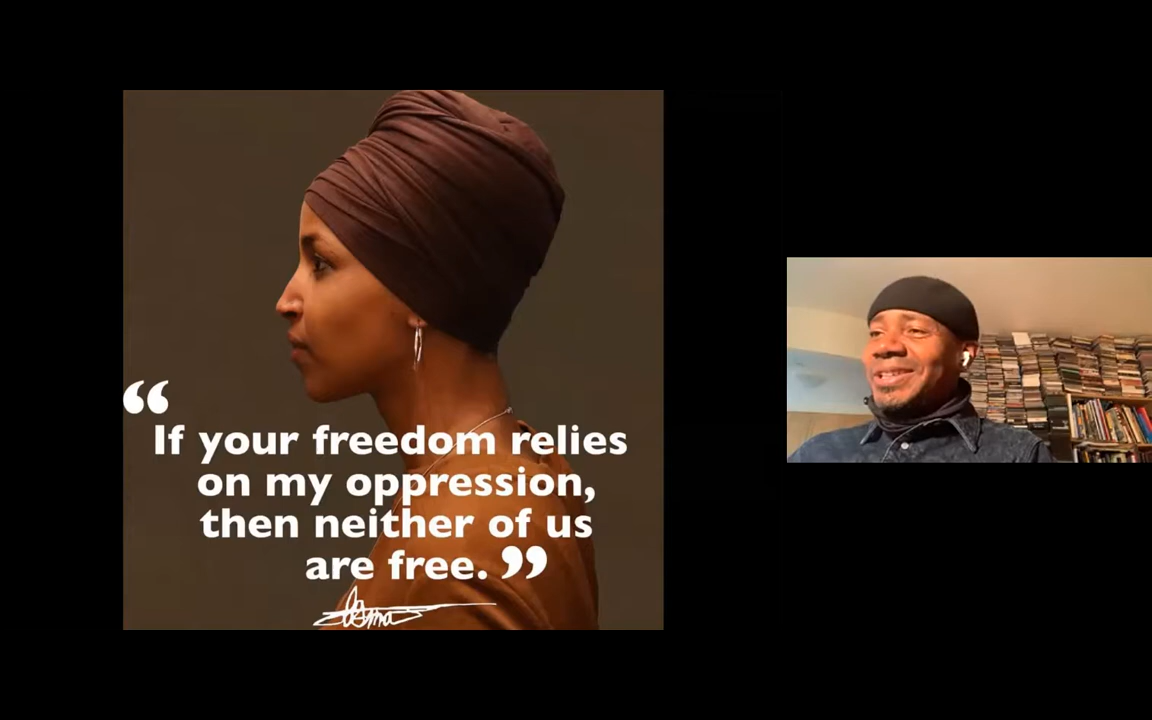 “
If your freedom relies
on my oppression,
then neither of us
are free.”